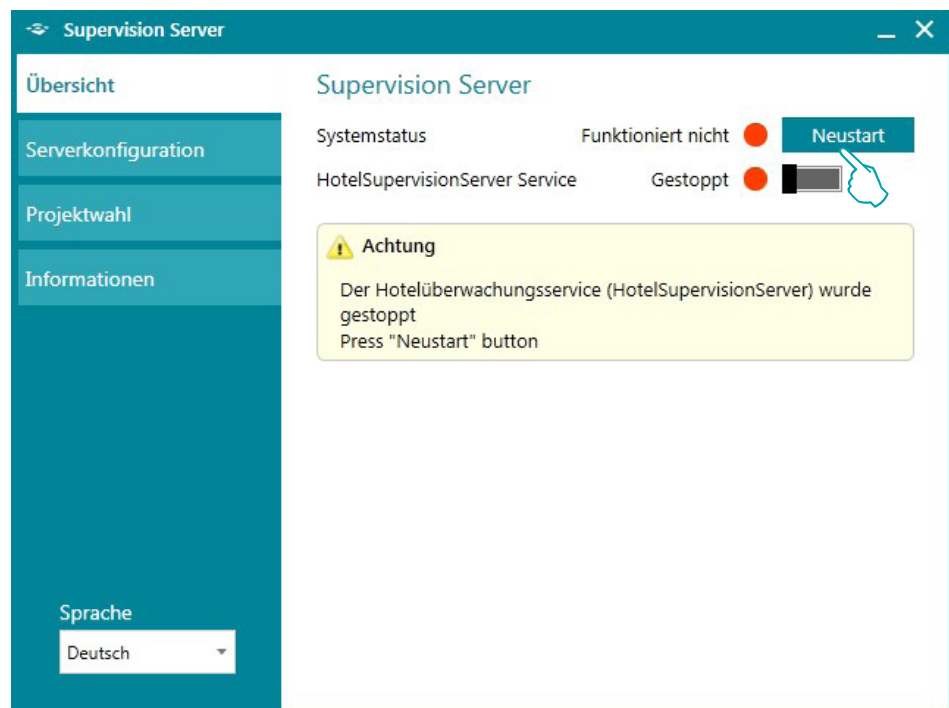 Supervision Server
Übersicht
Serverkonfiguration
Projektwahl
Informationen
Sprache
Deutsch
Supervision Server
Systemstatus Funktioniert nicht Neustart
HotelSupervisionServer Service Gestoppt
Achtung
Der Hotelüberwachungsservice (HotelSupervisionServer) wurde
gestoppt
Press "Neustart" button